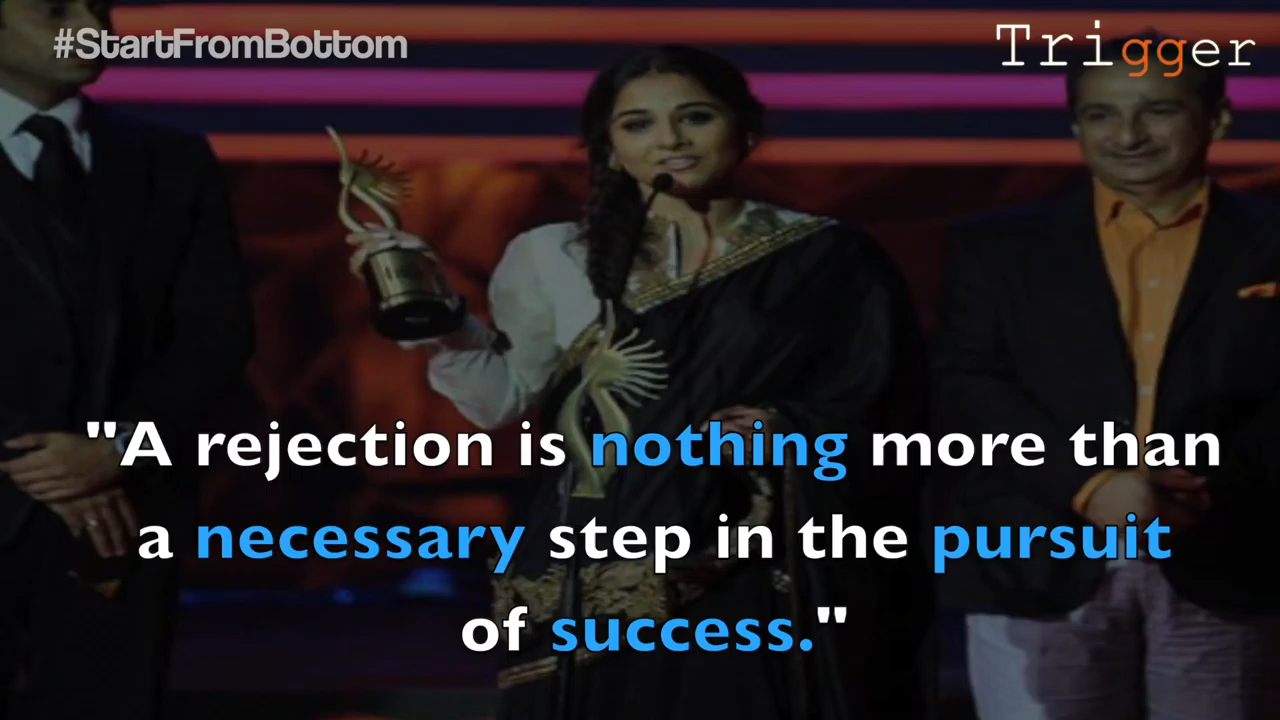 #StartFromBottom
Trigger
"A rejection is nothing more than
a necessary step in the pursuit
of success."